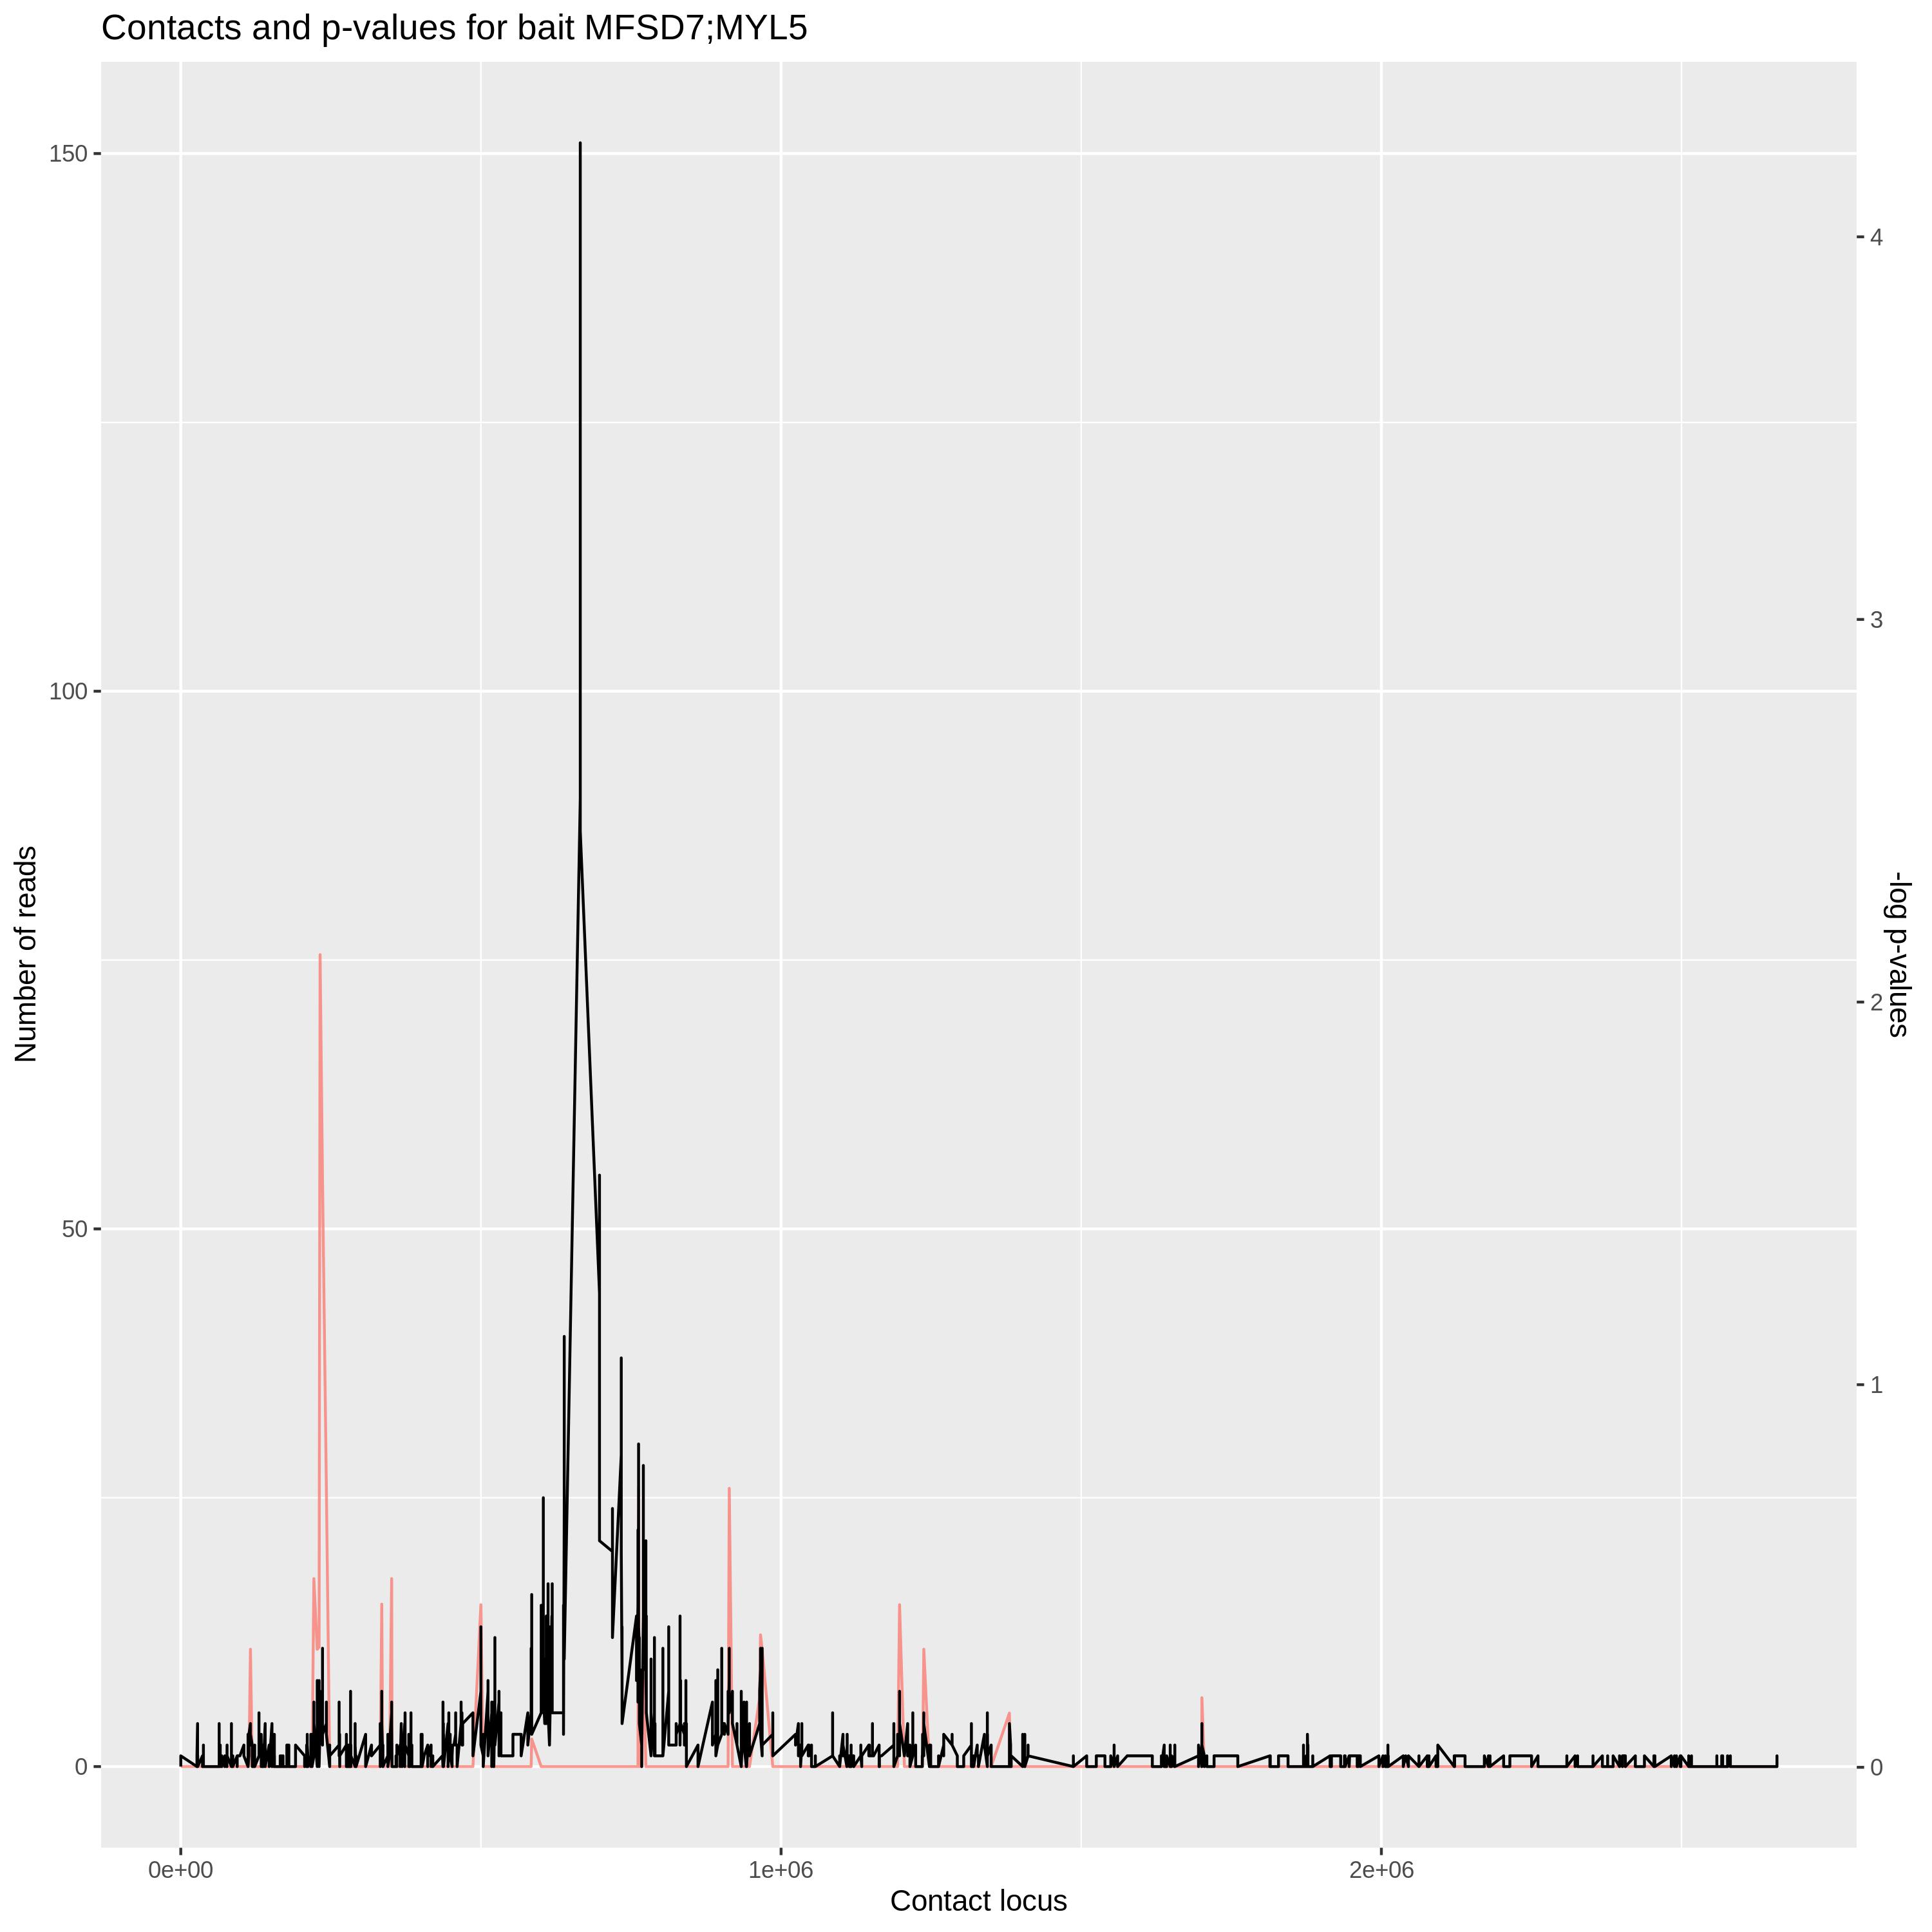 Contacts and p-values for bait MFSD7;MYL5
150
100
50
0
Number of reads
4
3
2
1
0
-log p-values
0e+00
1e+06
2e+06
Contact locus